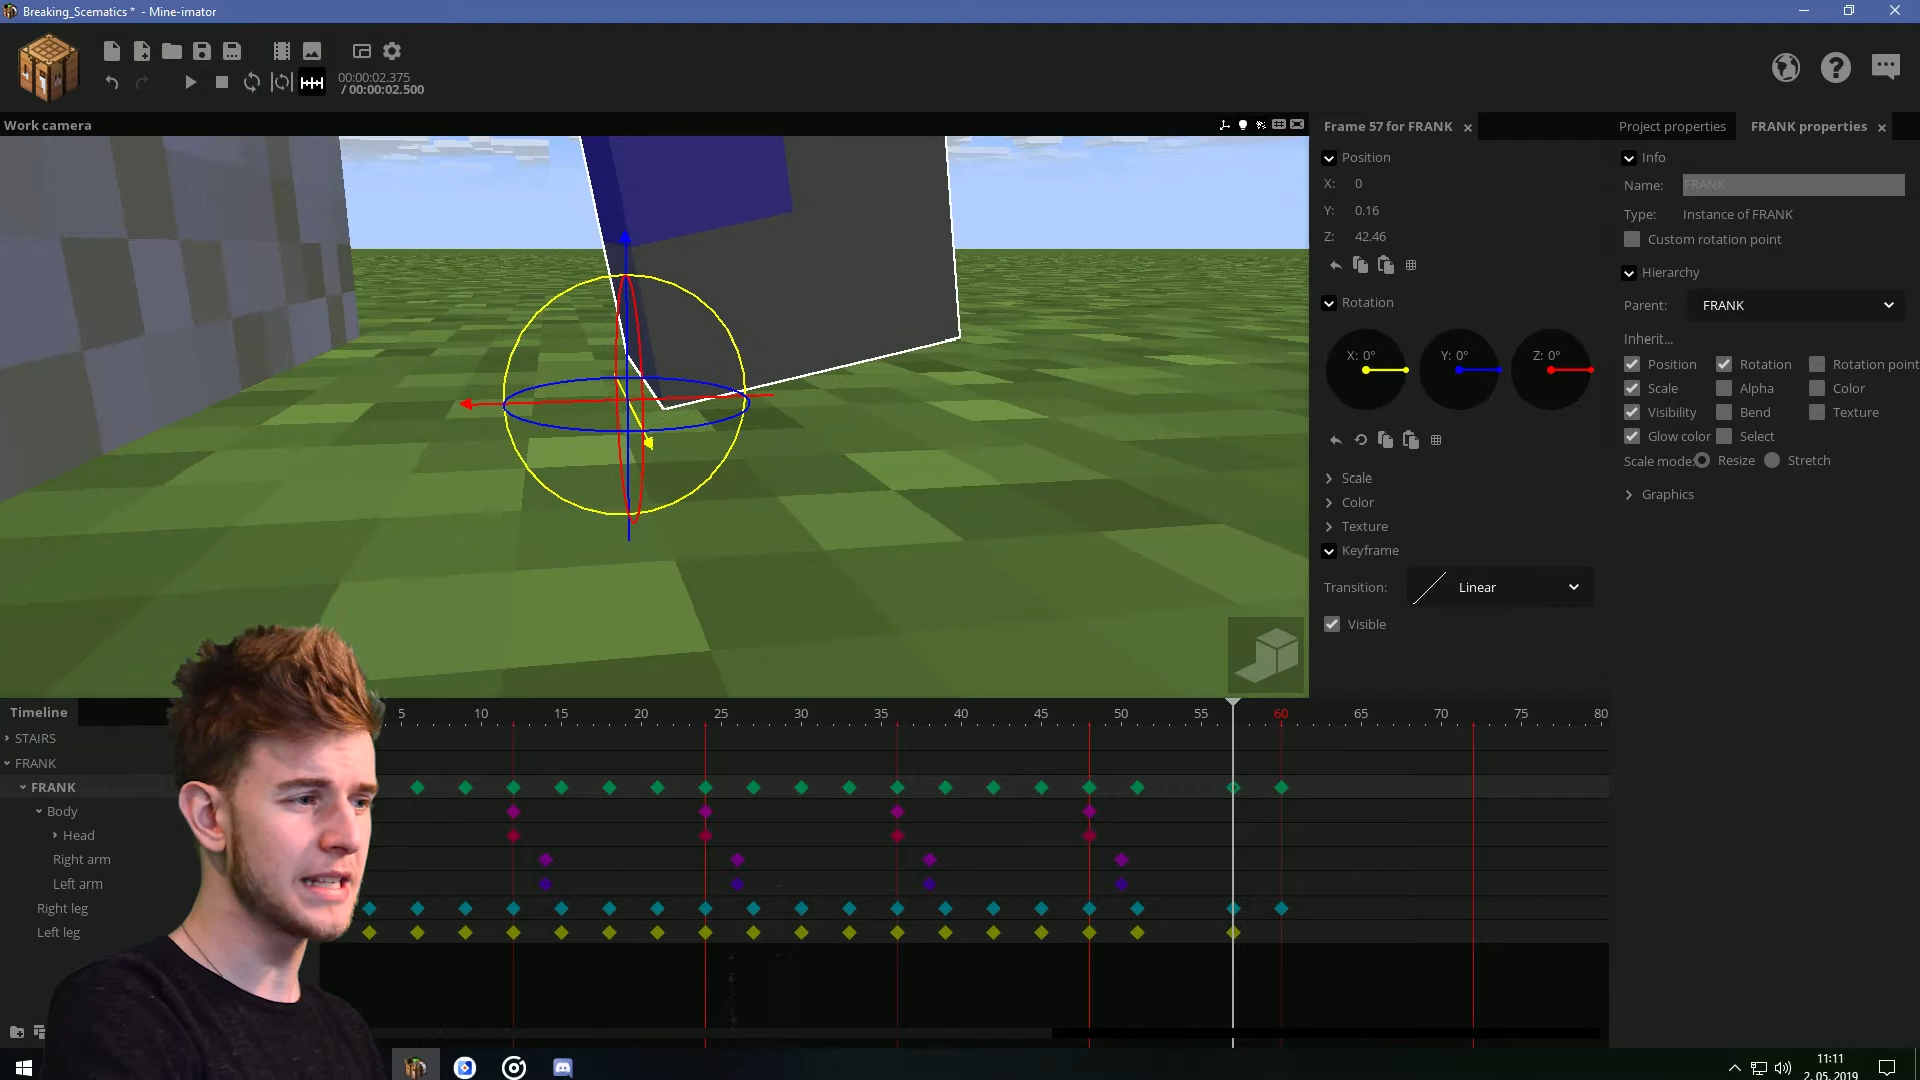 Breaking_Scematics * - Mine-imator
00:00:02.375
/ 00:00:02.500
Work camera
Frame 57 for FRANK
Position
X: 0
Y: 0.16
Z: 42.46
Rotation
X: 0° Y: 0° Z: 0°
Scale
Color
Texture
Keyframe
Transition: Linear
Visible
Project properties FRANK properties
Info
Name: FRANK
Type: Instance of FRANK
Custom rotation point
Hierarchy
Parent: FRANK
Inherit...
Position Rotation Rotation point
Scale Alpha Color
Visibility Bend Texture
Glow color Select
Scale mode: Resize Stretch
Graphics
Timeline
5 10 15 20 25 30 35 40 45 50 55 60 65 70 75 80
STAIRS
FRANK
FRANK
Body
Head
Right arm
Left arm
Right leg
Left leg
11:11
2. 05. 2019